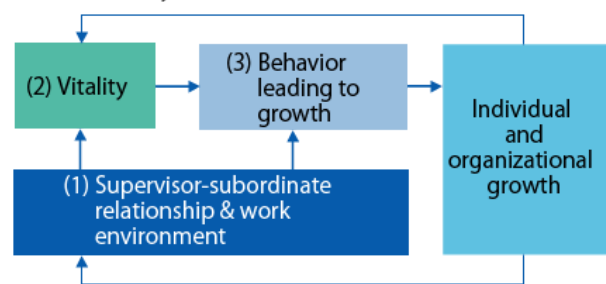 (2) Vitality
(3) Behavior
leading to
growth
Individual
and
organizational
growth
(1) Supervisor-subordinate
relationship & work
environment